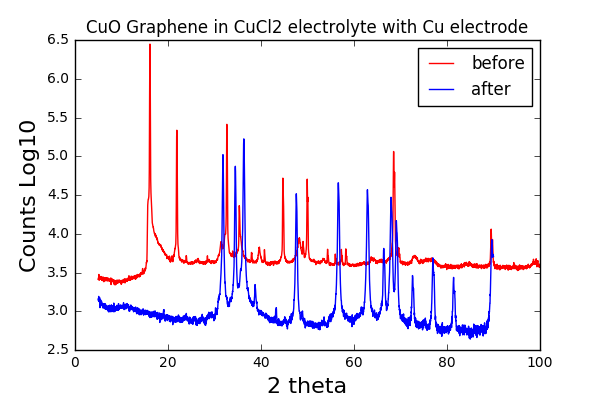 CuO Graphene in CuCl2 electrolyte with Cu electrode
6.5
6.0
5.5
5.0
4.5
4.0
3.5
3.0
2.5
Counts Log10
before
after
0 20 40 60 80 100
2 theta